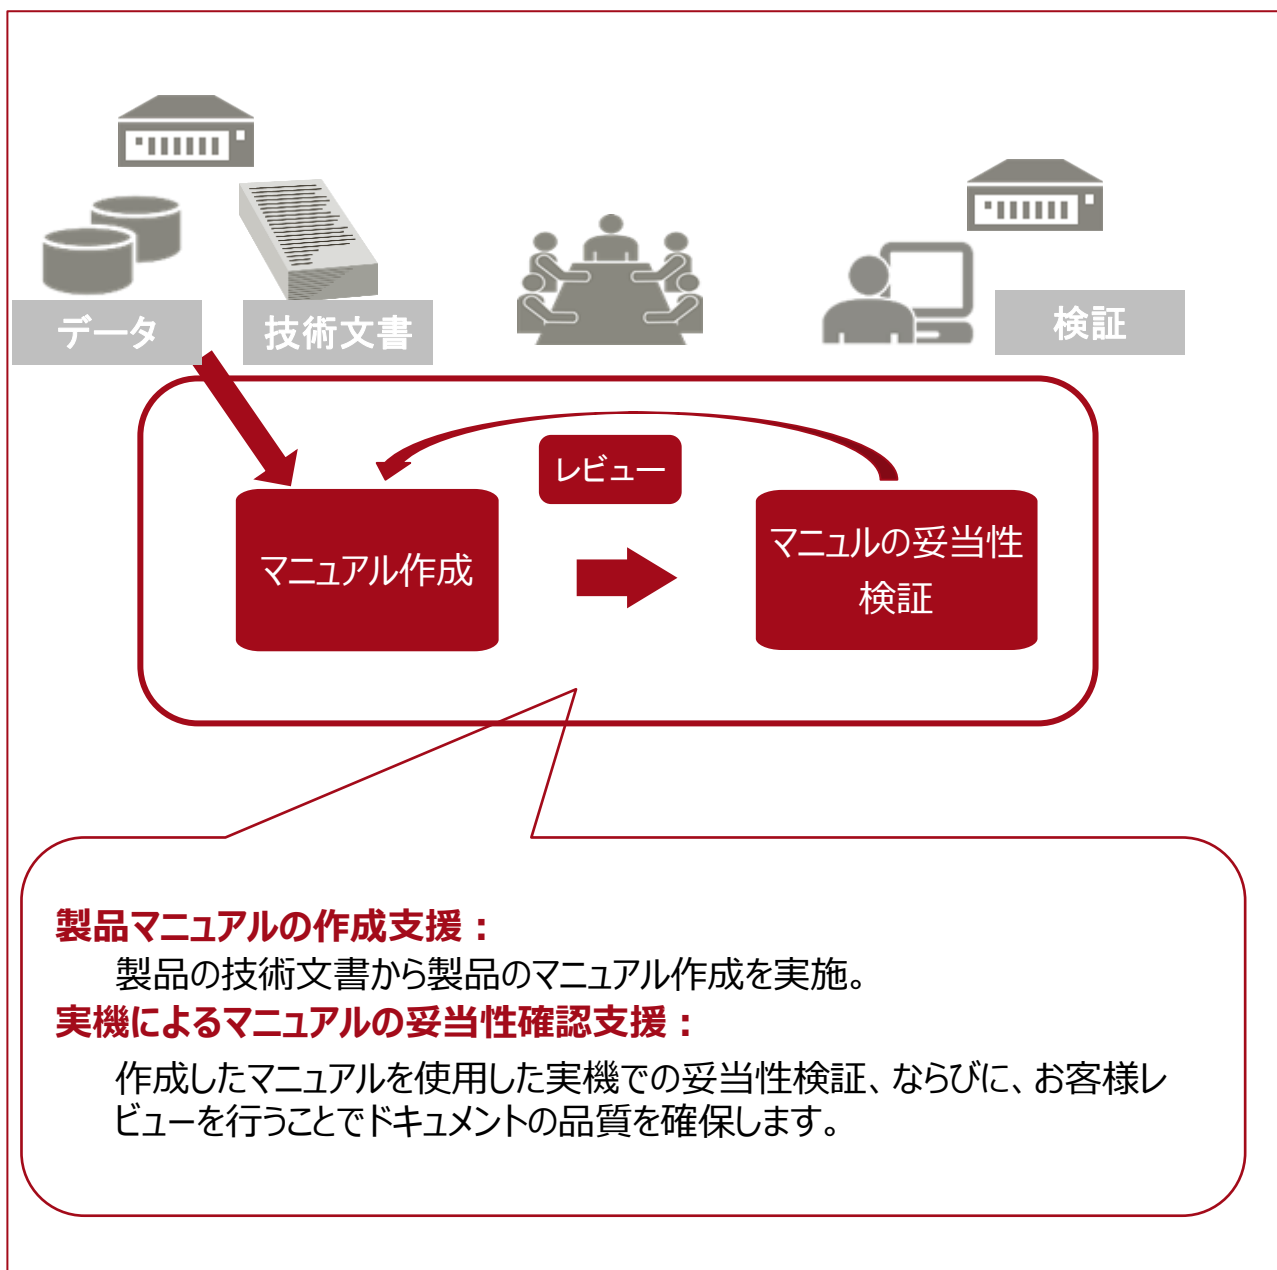 データ
技術文書
検証
レビュー
マニュアル作成
マニュルの妥当性
検証
製品マニュアルの作成支援：
製品の技術文書から製品のマニュアル作成を実施。
実機によるマニュアルの妥当性確認支援：
作成したマニュアルを使用した実機での妥当性検証、ならびに、お客様レ
ビューを行うことでドキュメントの品質を確保します。